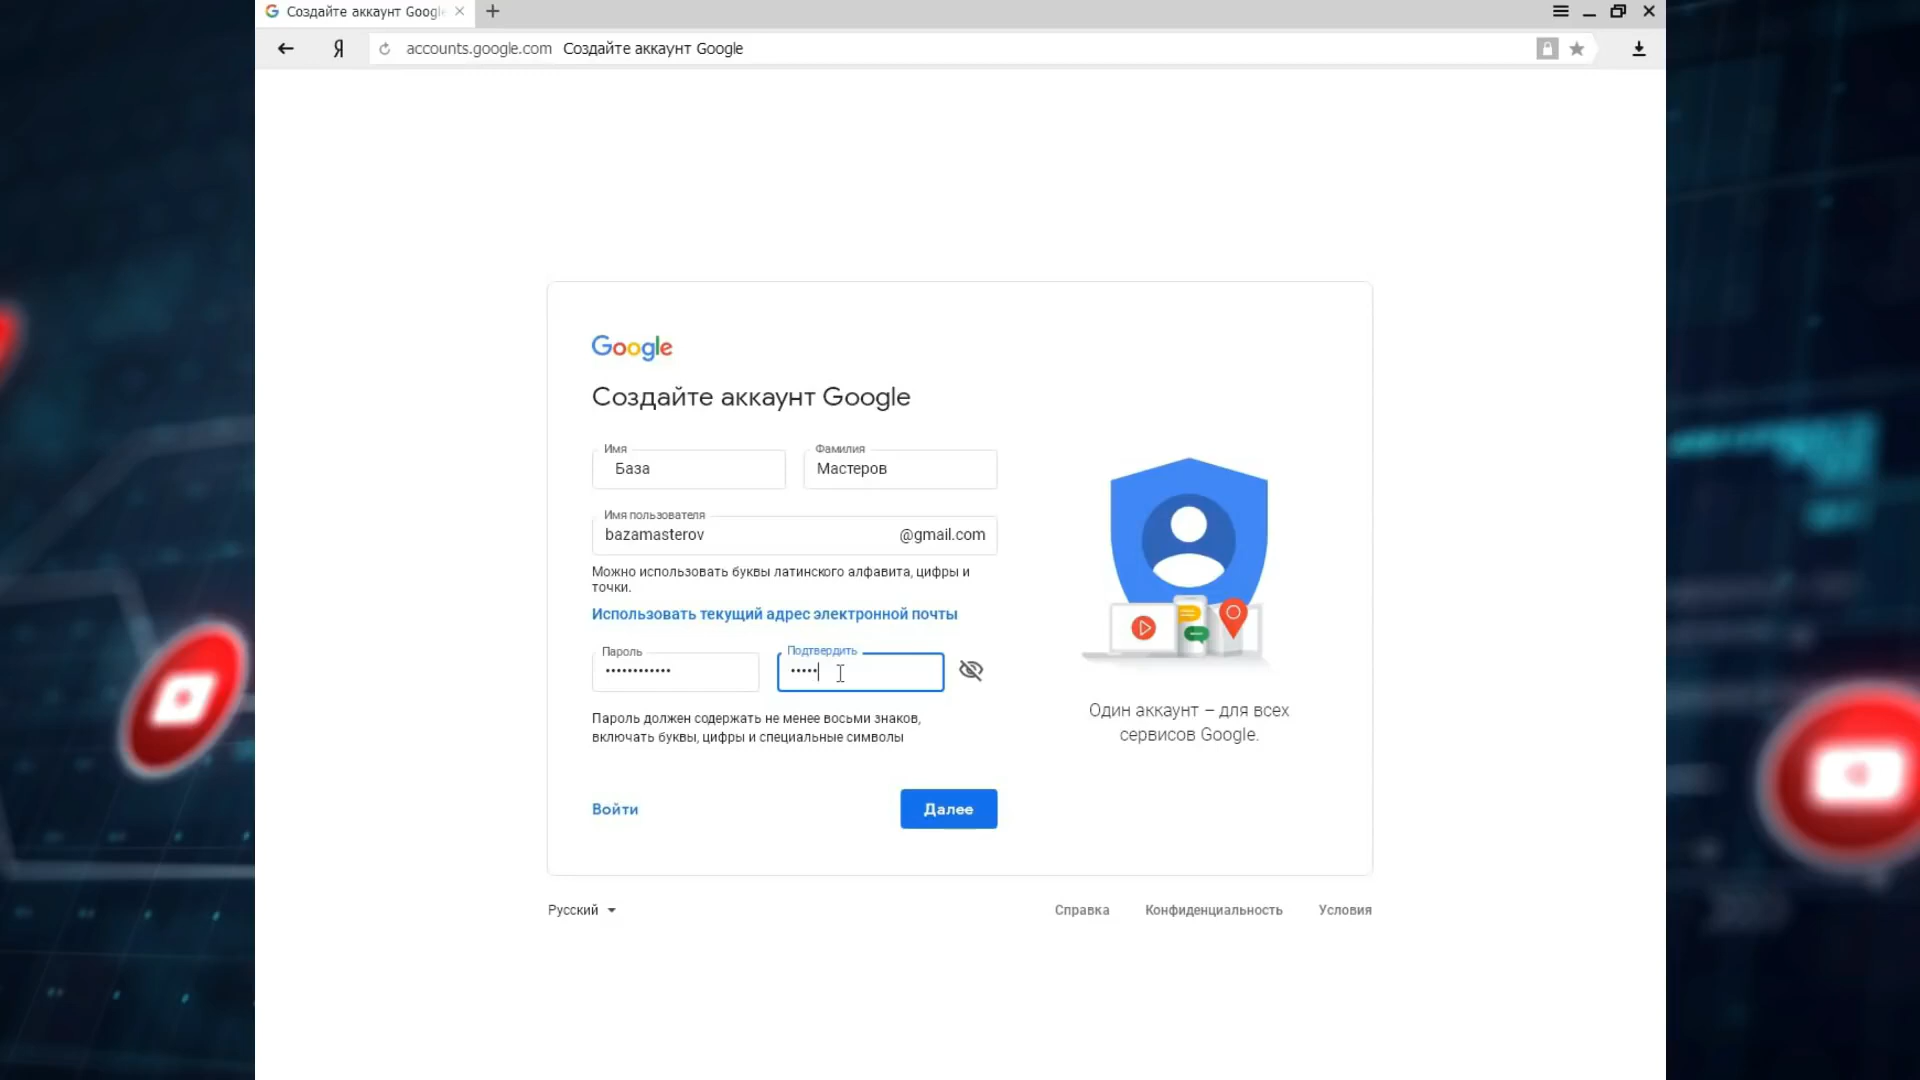 Создайте аккаунт Googl
Я
accounts.google.com Создайте аккаунт Google
Google
Создайте аккаунт Google
Имя
Фамилия
База
Мастеров
Имя пользователя
bazamasterov
@gmail.com
Можно использовать буквы латинского алфавита, цифры и
точки.
Использовать текущий адрес электронной почты
Пароль
Подтвердить
••••••••••••
•••••
Пароль должен содержать не менее восьми знаков,
включать буквы, цифры и специальные символы
Один аккаунт – для всех
сервисов Google.
Войти
Далее
Русский
Справка
Конфиденциальность
Условия